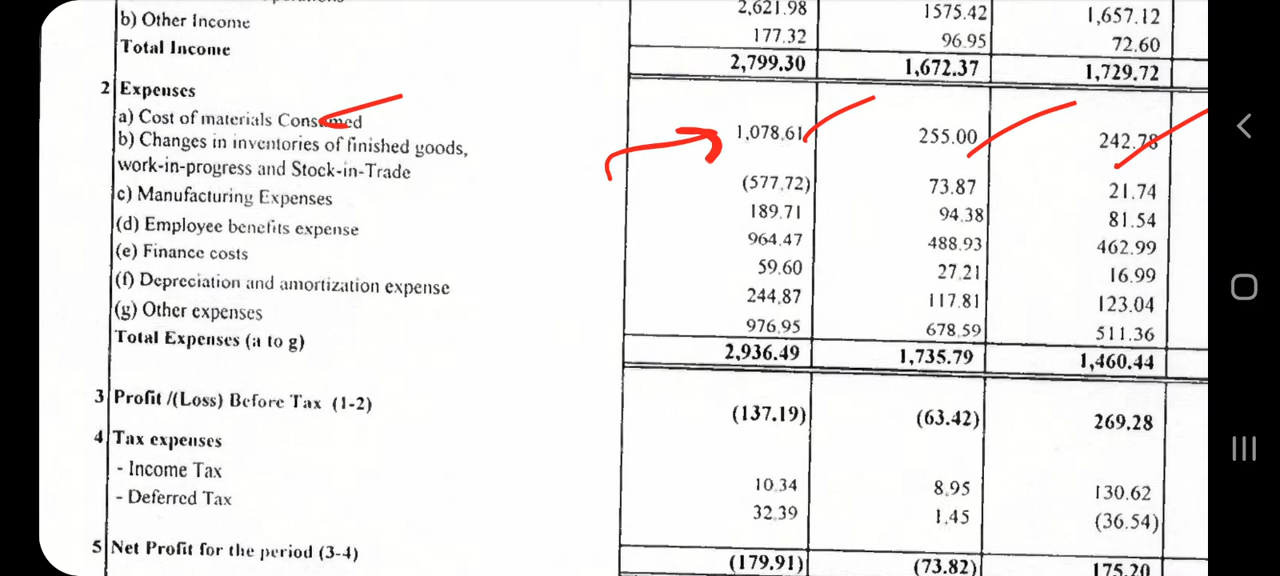 b) Other Income 2,621.98 1575.42 1,657.12
Total Income 177.32 96.95 72.60
2,799.30 1,672.37 1,729.72
2 Expenses
a) Cost of materials Consumed 1,078.61 255.00 242.78
b) Changes in inventories of finished goods,
work-in-progress and Stock-in-Trade (577.72) 73.87 21.74
c) Manufacturing Expenses 189.71 94.38 81.54
(d) Employee benefits expense 964.47 488.93 462.99
(e) Finance costs 59.60 27.21 16.99
(f) Depreciation and amortization expense 244.87 117.81 123.04
(g) Other expenses 976.95 678.59 511.36
Total Expenses (a to g) 2,936.49 1,735.79 1,460.44
3 Profit /(Loss) Before Tax (1-2) (137.19) (63.42) 269.28
4 Tax expenses
- Income Tax 10.34 8.95 130.62
- Deferred Tax 32.39 1.45 (36.54)
5 Net Profit for the period (3-4) (179.91) (73.82) 175.20